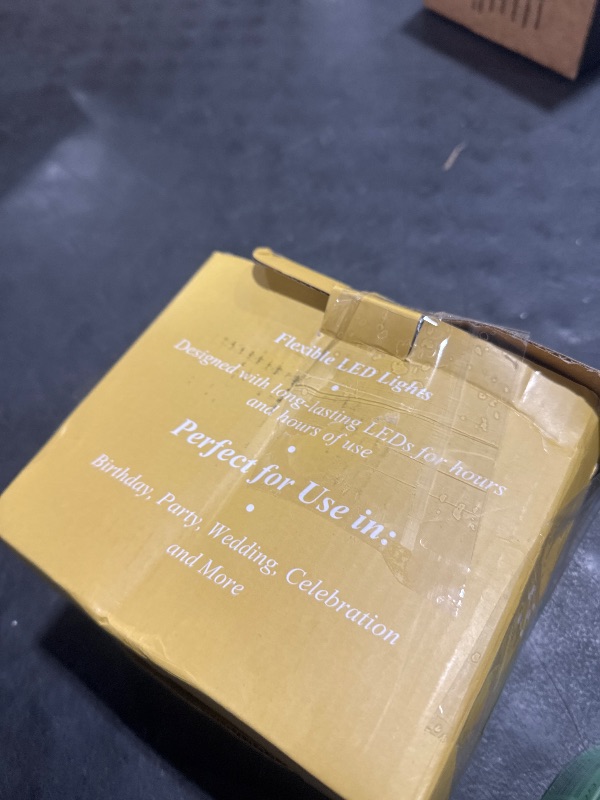 Flexible LED Lights
•
Designed with long-lasting LEDs for hours
and hours of use
•
Perfect for Use in:
•
Birthday, Party, Wedding, Celebration
and More